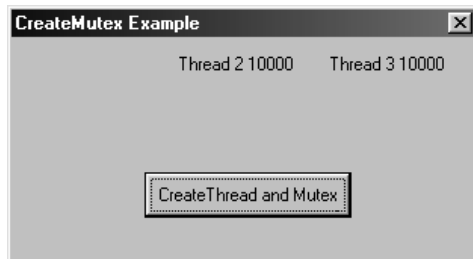 CreateMutex Example
Thread 2 10000 Thread 3 10000
CreateThread and Mutex